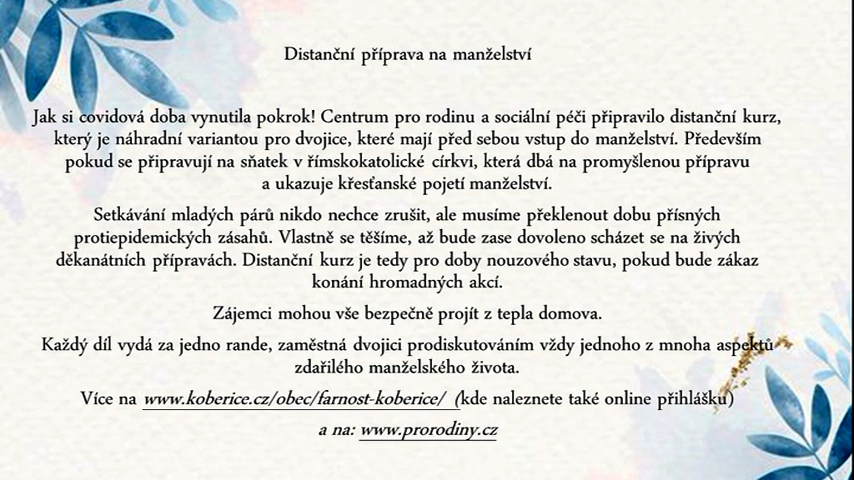 Distanční příprava na manželství
Jak si covidová doba vynutila pokrok! Centrum pro rodinu a sociální péči připravilo distanční kurz,
který je náhradní variantou pro dvojice, které mají před sebou vstup do manželství. Především
pokud se připravují na sňatek v římskokatolické církvi, která dbá na promyšlenou přípravu
a ukazuje křesťanské pojetí manželství.
Setkávání mladých párů nikdo nechce zrušit, ale musíme překlenout dobu přísných
protiepidemických zásahů. Vlastně se těšíme, až bude zase dovoleno scházet se na živých
děkanátních přípravách. Distanční kurz je tedy pro doby nouzového stavu, pokud bude zákaz
konání hromadných akcí.
Zájemci mohou vše bezpečně projít z tepla domova.
Každý díl vydá za jedno rande, zaměstná dvojici prodiskutováním vždy jednoho z mnoha aspektů
zdařilého manželského života.
Více na www.koberice.cz/obec/farnost-koberice/ (kde naleznete také online přihlášku)
a na: www.prorodiny.cz